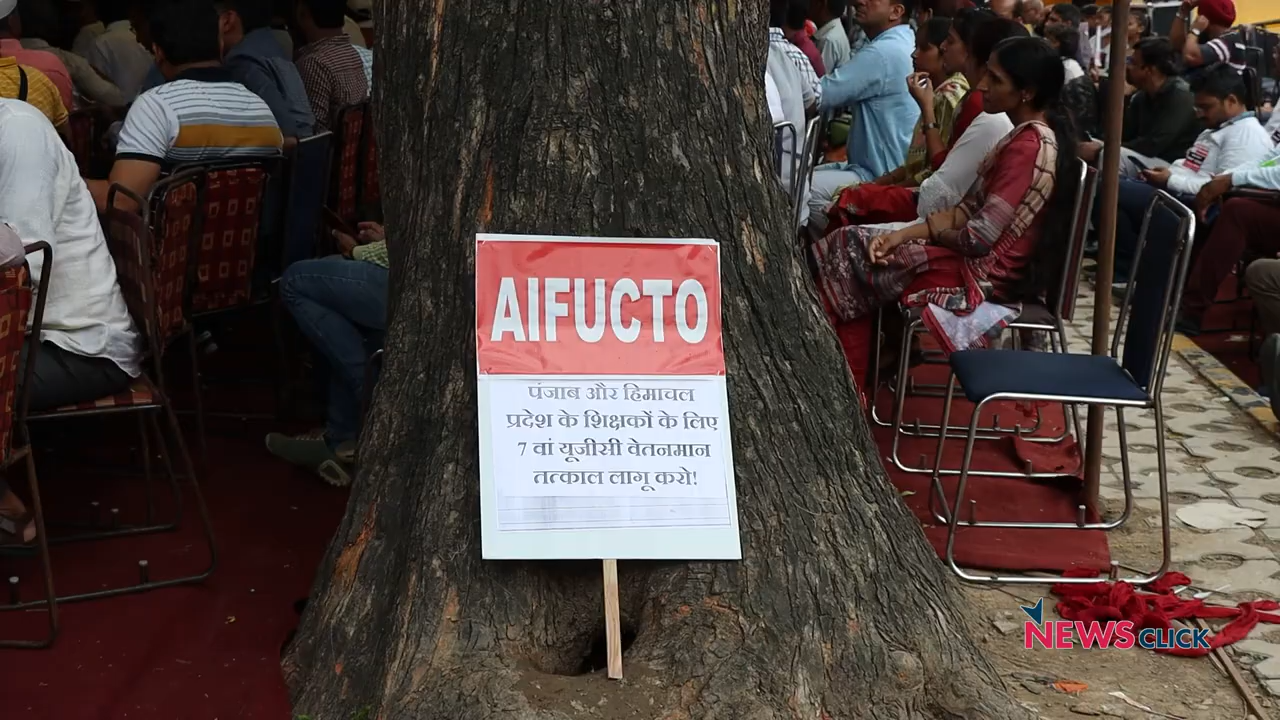 AIFUCTO
पंजाब और हिमाचल
प्रदेश के शिक्षकों के लिए
7 वां यूजीसी वेतनमान
तत्काल लागू करो!
NEWSCLICK